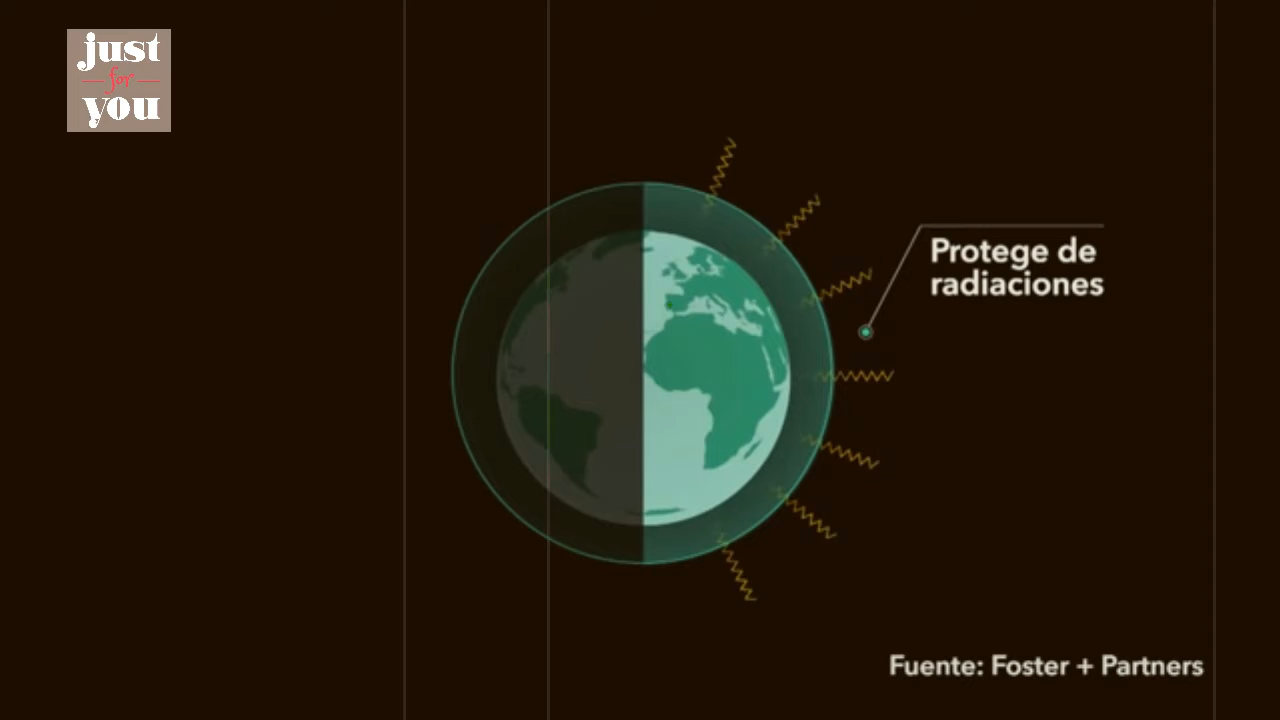 just
for
you
Protege de
radiaciones
Fuente: Foster + Partners